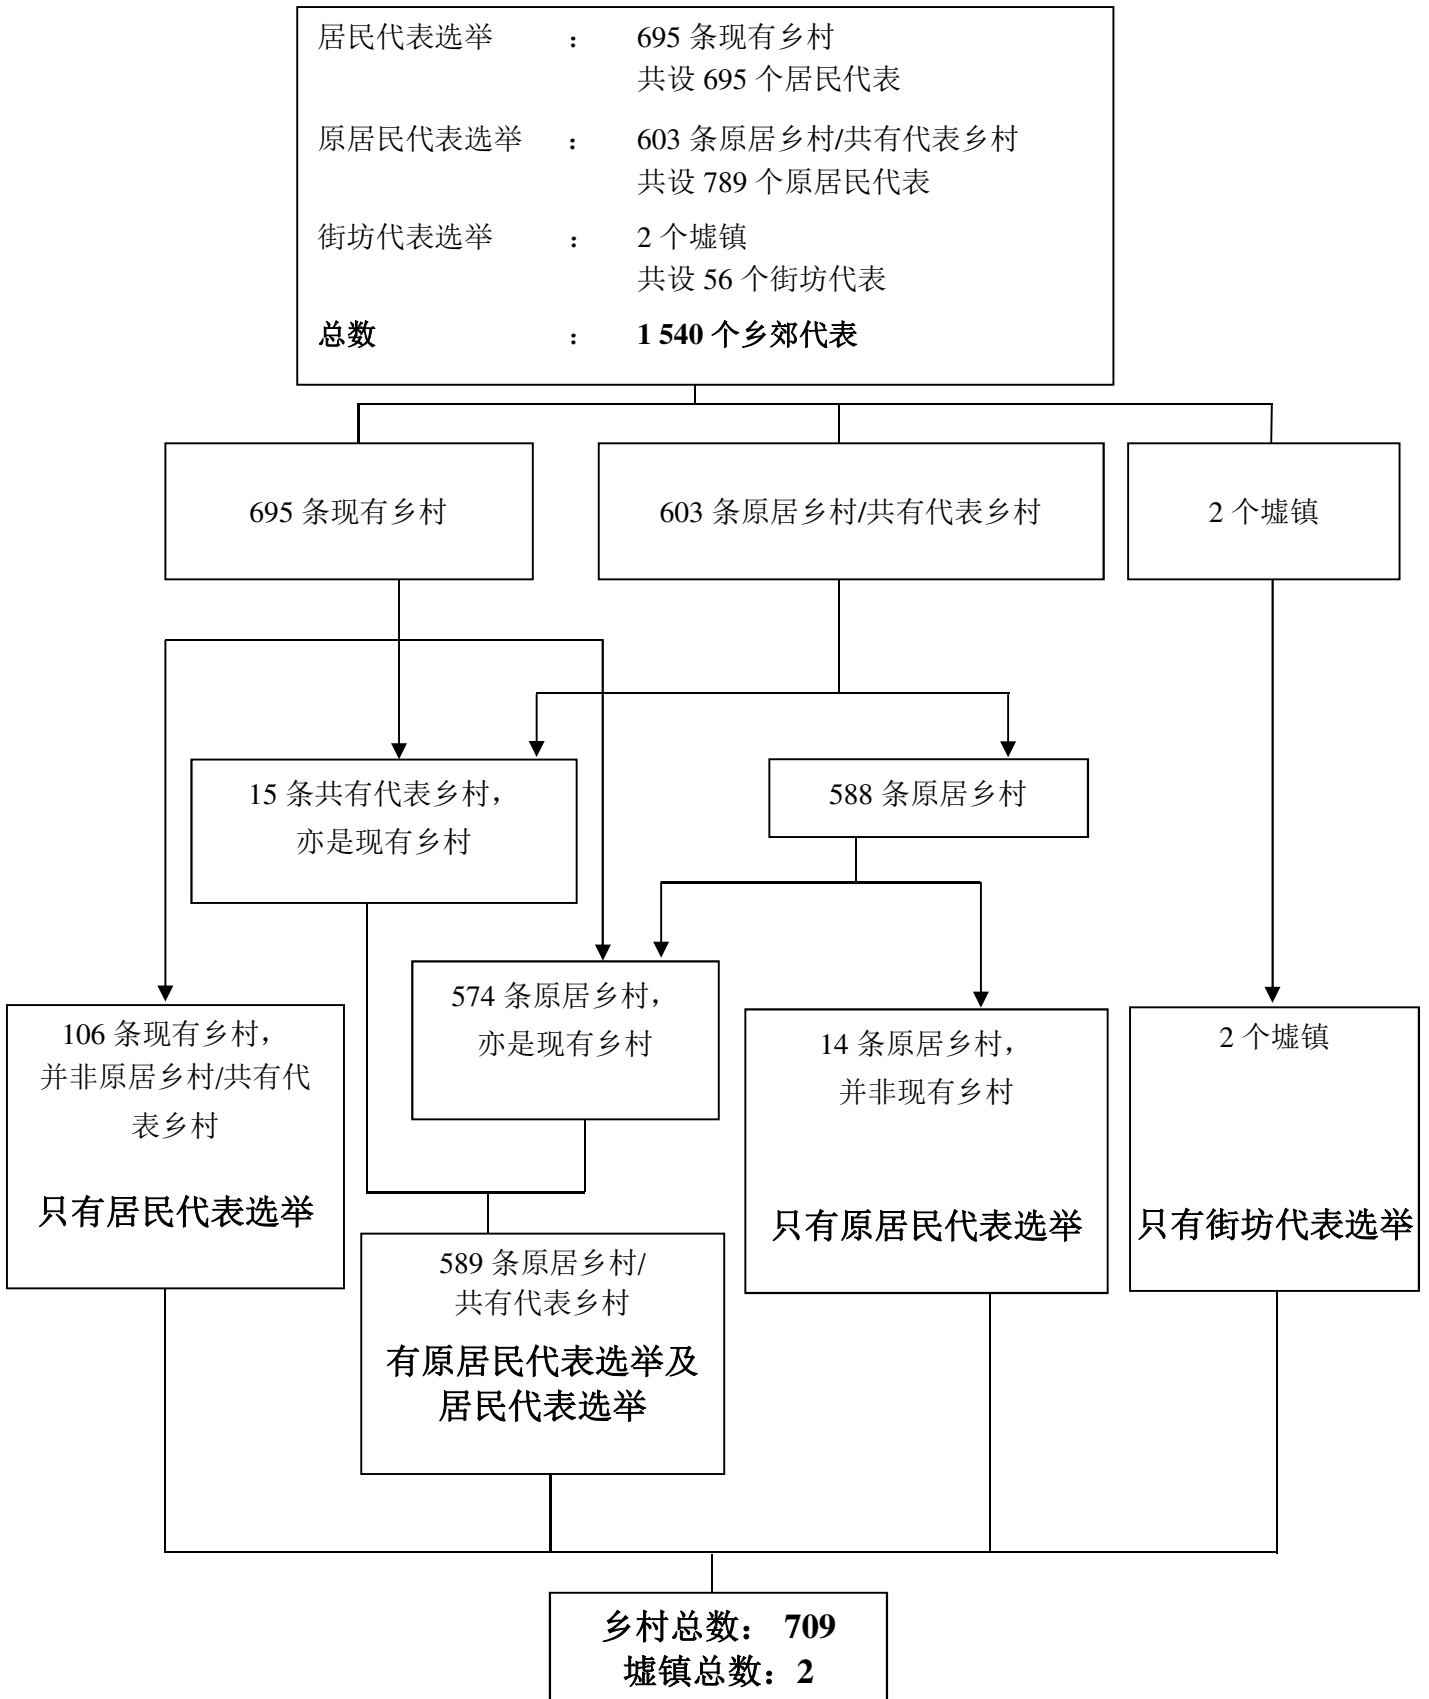 居民代表选举 : 695 条现有乡村
共设 695 个居民代表
原居民代表选举 : 603 条原居乡村/共有代表乡村
共设 789 个原居民代表
街坊代表选举 : 2 个墟镇
共设 56 个街坊代表
总数 : 1 540 个乡郊代表
695 条现有乡村
603 条原居乡村/共有代表乡村
2 个墟镇
15 条共有代表乡村，
亦是现有乡村
588 条原居乡村
106 条现有乡村，
并非原居乡村/共有代
表乡村
只有居民代表选举
574 条原居乡村，
亦是现有乡村
14 条原居乡村，
并非现有乡村
只有原居民代表选举
2 个墟镇
只有街坊代表选举
589 条原居乡村/
共有代表乡村
有原居民代表选举及
居民代表选举
乡村总数： 709
墟镇总数：2